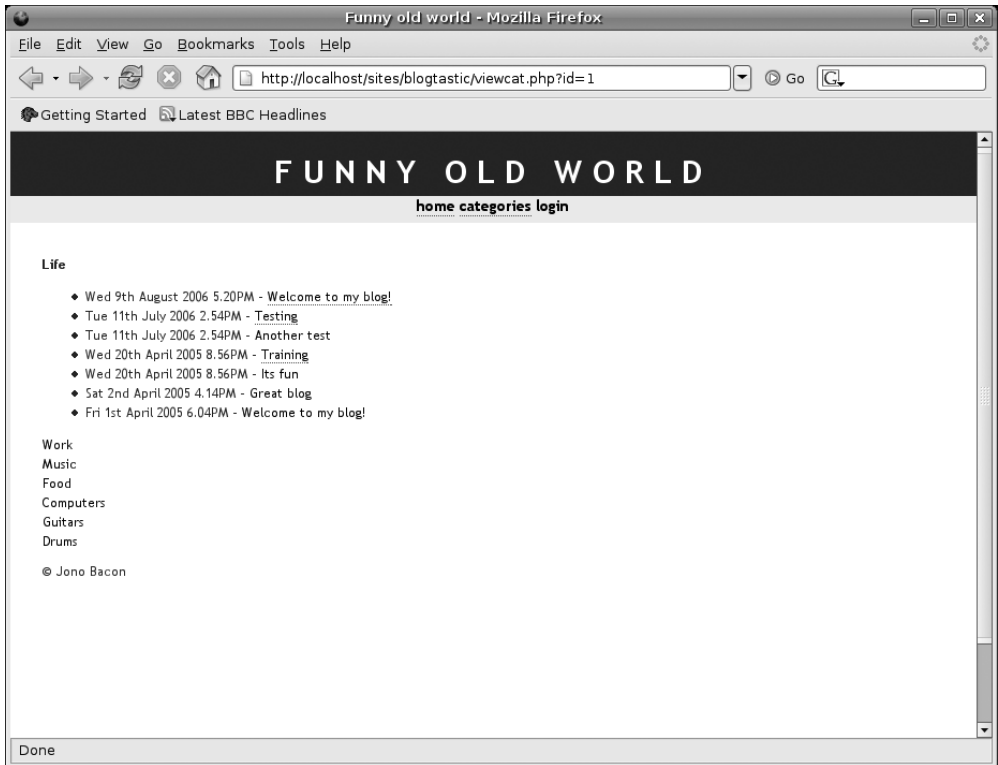 Funny old world - Mozilla Firefox
File Edit View Go Bookmarks Tools Help
http://localhost/sites/blogtastic/viewcat.php?id=1 Go G
Getting Started Latest BBC Headlines
FUNNY OLD WORLD
home categories login
Life
Wed 9th August 2006 5.20PM - Welcome to my blog!
Tue 11th July 2006 2.54PM - Testing
Tue 11th July 2006 2.54PM - Another test
Wed 20th April 2005 8.56PM - Training
Wed 20th April 2005 8.56PM - Its fun
Sat 2nd April 2005 4.14PM - Great blog
Fri 1st April 2005 6.04PM - Welcome to my blog!
Work
Music
Food
Computers
Guitars
Drums
© Jono Bacon
Done